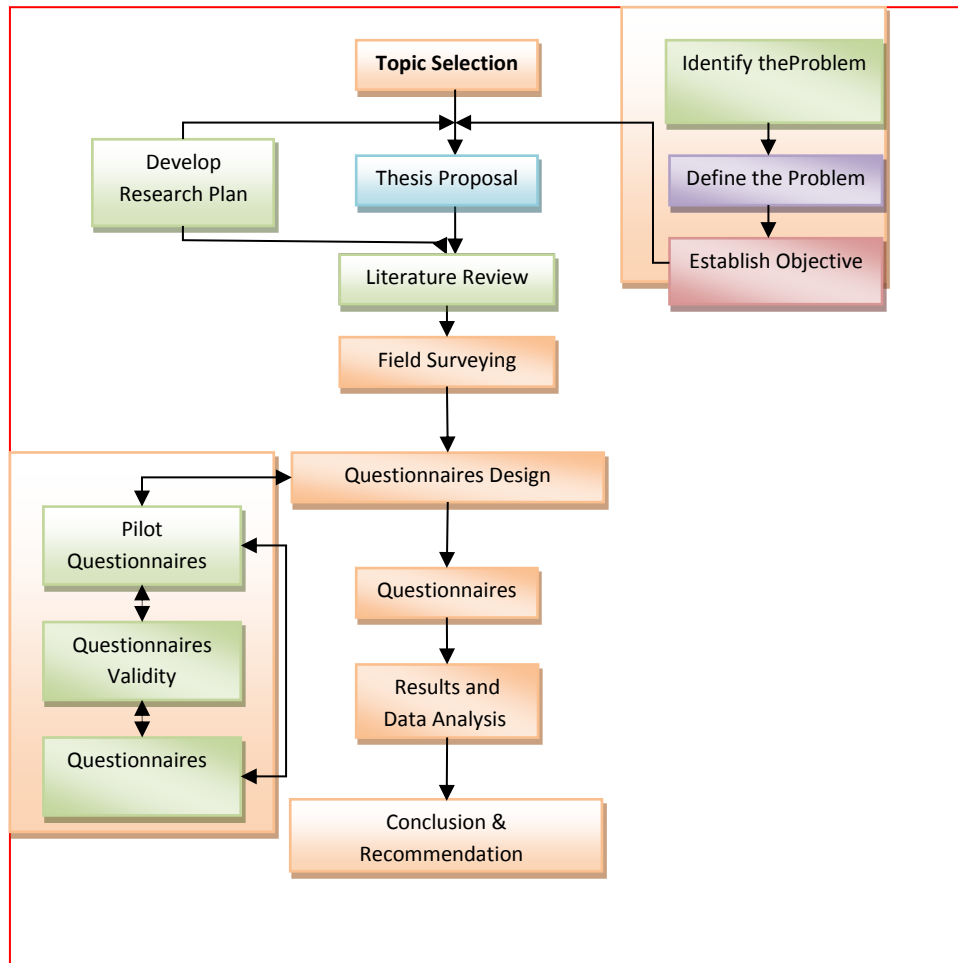 Topic Selection
Identify theProblem
Develop
Research Plan
Thesis Proposal
Define the Problem
Literature Review
Establish Objective
Field Surveying
Questionnaires Design
Pilot
Questionnaires
Questionnaires
Validity
Questionnaires
Questionnaires
Results and
Data Analysis
Conclusion &
Recommendation